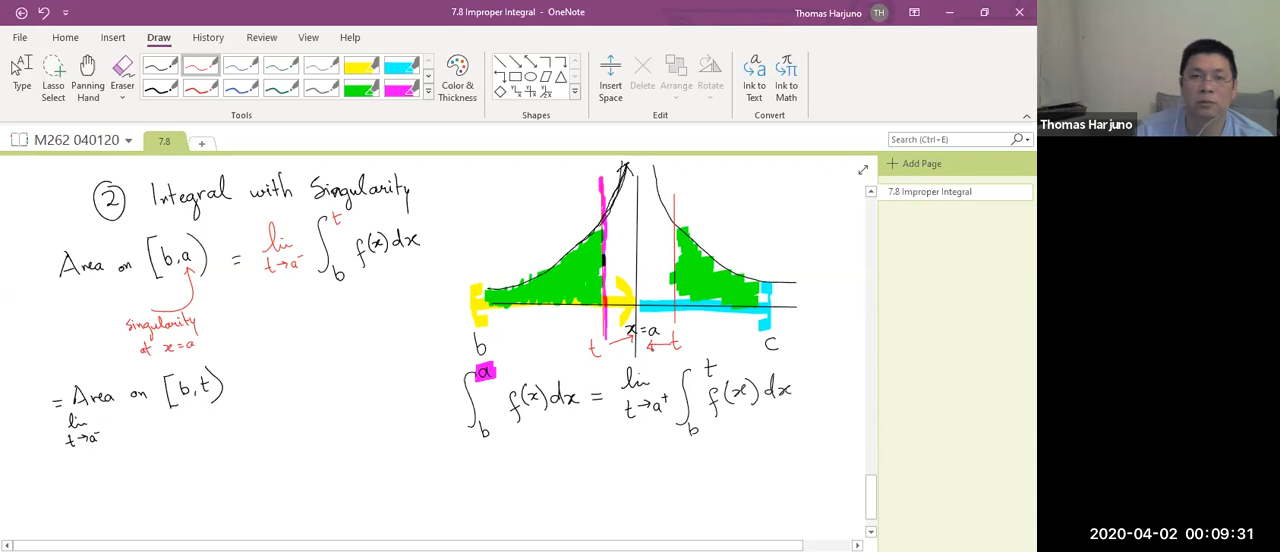 7.8 Improper Integral - OneNote
Thomas Harjuno TH
File Home Insert Draw History Review View Help
Type
Lasso Select
Panning Hand
Eraser
Color & Thickness
Insert Space
Delete
Arrange
Rotate
Ink to Text
Ink to Math
Tools
Shapes
Edit
Convert
M262 040120
7.8
Search (Ctrl+E)
Add Page
7.8 Improper Integral
② Integral with Singularity
Area on [b,a) = lim t→a⁻ ∫_b^t f(x)dx
singularity
at x=a
= Area on [b,t)
lim
t→a⁻
b
t
x=a
t
c
∫_b^a f(x)dx = lim t→a⁺ ∫_b^t f(x)dx
Thomas Harjuno
2020-04-02 00:09:31